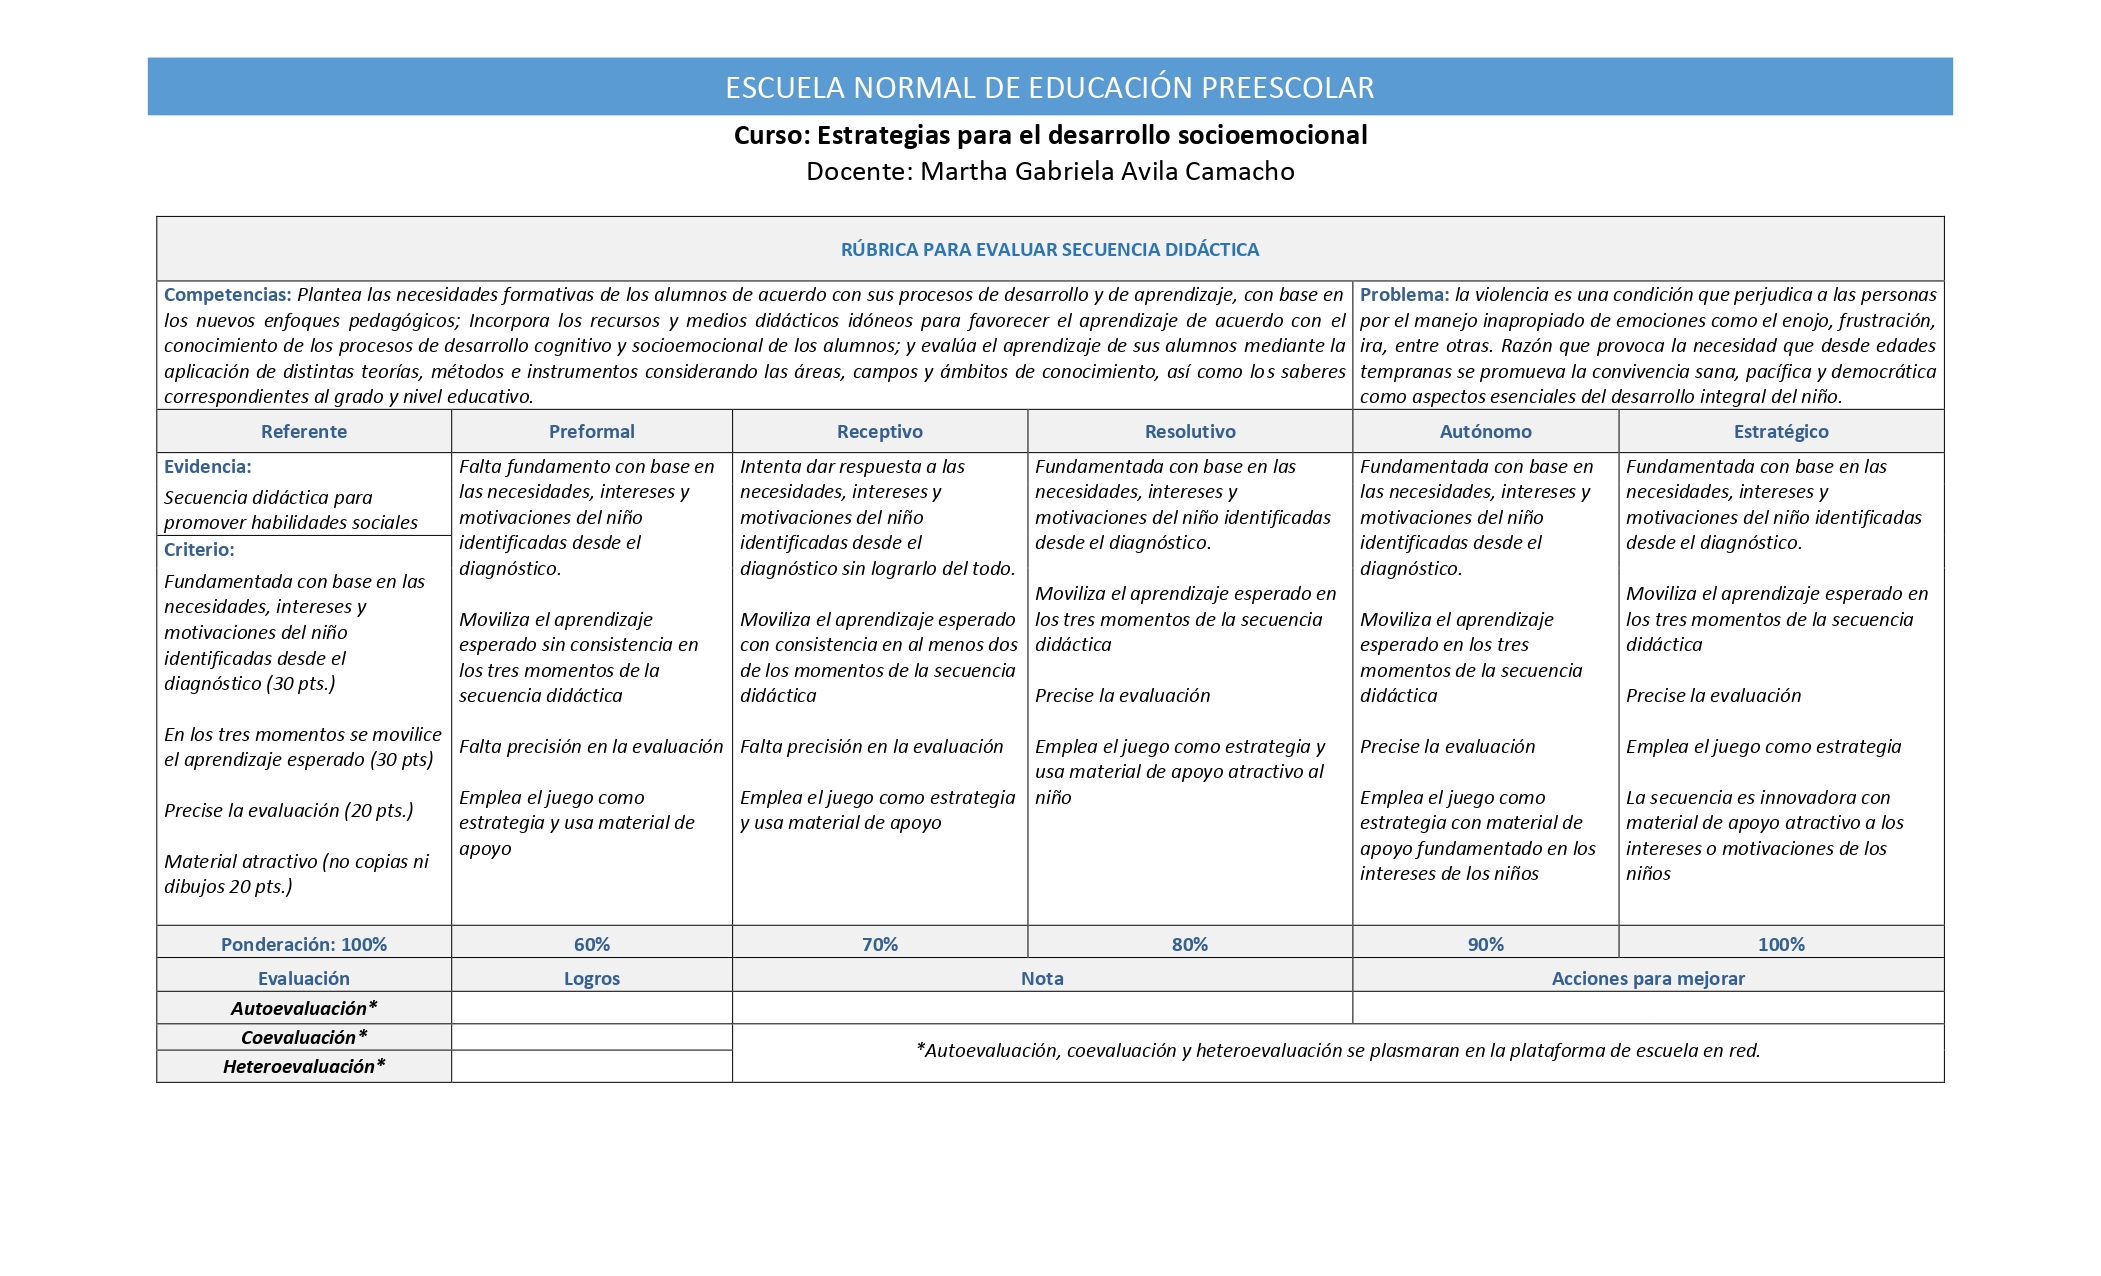 ESCUELA NORMAL DE EDUCACIÓN PREESCOLAR
Curso: Estrategias para el desarrollo socioemocional
Docente: Martha Gabriela Avila Camacho
RÚBRICA PARA EVALUAR SECUENCIA DIDÁCTICA
Competencias: Plantea las necesidades formativas de los alumnos de acuerdo con sus procesos de desarrollo y de aprendizaje, con base en
los nuevos enfoques pedagógicos; Incorpora los recursos y medios didácticos idóneos para favorecer el aprendizaje de acuerdo con el
conocimiento de los procesos de desarrollo cognitivo y socioemocional de los alumnos; y evalúa el aprendizaje de sus alumnos mediante la
aplicación de distintas teorías, métodos e instrumentos considerando las áreas, campos y ámbitos de conocimiento, así como los saberes
correspondientes al grado y nivel educativo.
Problema: la violencia es una condición que perjudica a las personas
por el manejo inapropiado de emociones como el enojo, frustración,
ira, entre otras. Razón que provoca la necesidad que desde edades
tempranas se promueva la convivencia sana, pacífica y democrática
como aspectos esenciales del desarrollo integral del niño.
Referente
Preformal
Receptivo
Resolutivo
Autónomo
Estratégico
Evidencia:
Secuencia didáctica para
promover habilidades sociales
Criterio:
Fundamentada con base en las
necesidades, intereses y
motivaciones del niño
identificadas desde el
diagnóstico (30 pts.)
En los tres momentos se movilice
el aprendizaje esperado (30 pts)
Precise la evaluación (20 pts.)
Material atractivo (no copias ni
dibujos 20 pts.)
Falta fundamento con base en
las necesidades, intereses y
motivaciones del niño
identificadas desde el
diagnóstico.
Moviliza el aprendizaje
esperado sin consistencia en
los tres momentos de la
secuencia didáctica
Falta precisión en la evaluación
Emplea el juego como
estrategia y usa material de
apoyo
Intenta dar respuesta a las
necesidades, intereses y
motivaciones del niño
identificadas desde el
diagnóstico sin lograrlo del todo.
Moviliza el aprendizaje esperado
con consistencia en al menos dos
de los momentos de la secuencia
didáctica
Falta precisión en la evaluación
Emplea el juego como estrategia
y usa material de apoyo
Fundamentada con base en las
necesidades, intereses y
motivaciones del niño identificadas
desde el diagnóstico.
Moviliza el aprendizaje esperado en
los tres momentos de la secuencia
didáctica
Precise la evaluación
Emplea el juego como estrategia y
usa material de apoyo atractivo al
niño
Fundamentada con base en
las necesidades, intereses y
motivaciones del niño
identificadas desde el
diagnóstico.
Moviliza el aprendizaje
esperado en los tres
momentos de la secuencia
didáctica
Precise la evaluación
Emplea el juego como
estrategia con material de
apoyo fundamentado en los
intereses de los niños
Fundamentada con base en las
necesidades, intereses y
motivaciones del niño identificadas
desde el diagnóstico.
Moviliza el aprendizaje esperado en
los tres momentos de la secuencia
didáctica
Precise la evaluación
Emplea el juego como estrategia
La secuencia es innovadora con
material de apoyo atractivo a los
intereses o motivaciones de los
niños
Ponderación: 100%
60%
70%
80%
90%
100%
Evaluación
Logros
Nota
Acciones para mejorar
Autoevaluación*
Coevaluación*
Heteroevaluación*
*Autoevaluación, coevaluación y heteroevaluación se plasmaran en la plataforma de escuela en red.